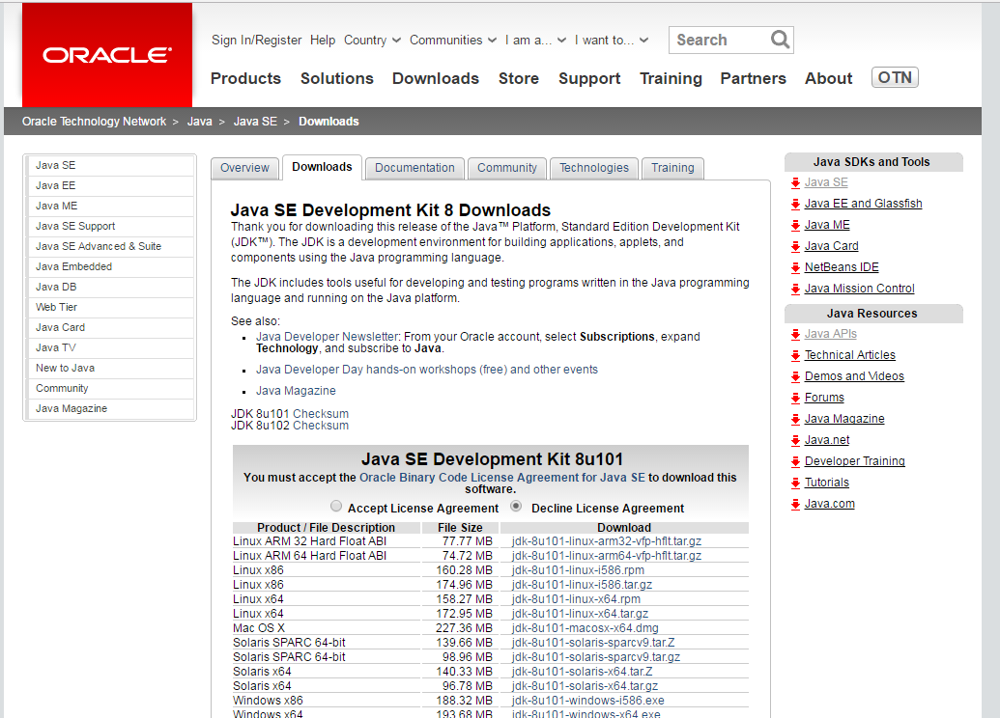 ORACLE
Sign In/Register Help Country Communities I am a... I want to... Search
Products Solutions Downloads Store Support Training Partners About OTN
Oracle Technology Network > Java > Java SE > Downloads
Java SE
Java EE
Java ME
Java SE Support
Java SE Advanced & Suite
Java Embedded
Java DB
Web Tier
Java Card
Java TV
New to Java
Community
Java Magazine
Overview Downloads Documentation Community Technologies Training
Java SE Development Kit 8 Downloads
Thank you for downloading this release of the Java™ Platform, Standard Edition Development Kit
(JDK™). The JDK is a development environment for building applications, applets, and
components using the Java programming language.
The JDK includes tools useful for developing and testing programs written in the Java programming
language and running on the Java platform.
See also:
Java Developer Newsletter: From your Oracle account, select Subscriptions, expand
Technology, and subscribe to Java.
Java Developer Day hands-on workshops (free) and other events
Java Magazine
JDK 8u101 Checksum
JDK 8u102 Checksum
Java SE Development Kit 8u101
You must accept the Oracle Binary Code License Agreement for Java SE to download this
software.
Accept License Agreement Decline License Agreement
Product / File Description File Size Download
Linux ARM 32 Hard Float ABI 77.77 MB jdk-8u101-linux-arm32-vfp-hflt.tar.gz
Linux ARM 64 Hard Float ABI 74.72 MB jdk-8u101-linux-arm64-vfp-hflt.tar.gz
Linux x86 160.28 MB jdk-8u101-linux-i586.rpm
Linux x86 174.96 MB jdk-8u101-linux-i586.tar.gz
Linux x64 158.27 MB jdk-8u101-linux-x64.rpm
Linux x64 172.95 MB jdk-8u101-linux-x64.tar.gz
Mac OS X 227.36 MB jdk-8u101-macosx-x64.dmg
Solaris SPARC 64-bit 139.66 MB jdk-8u101-solaris-sparcv9.tar.Z
Solaris SPARC 64-bit 98.96 MB jdk-8u101-solaris-sparcv9.tar.gz
Solaris x64 140.33 MB jdk-8u101-solaris-x64.tar.Z
Solaris x64 96.78 MB jdk-8u101-solaris-x64.tar.gz
Windows x86 188.32 MB jdk-8u101-windows-i586.exe
Windows x64 193.68 MB jdk-8u101-windows-x64.exe
Java SDKs and Tools
Java SE
Java EE and Glassfish
Java ME
Java Card
NetBeans IDE
Java Mission Control
Java Resources
Java APIs
Technical Articles
Demos and Videos
Forums
Java Magazine
Java.net
Developer Training
Tutorials
Java.com